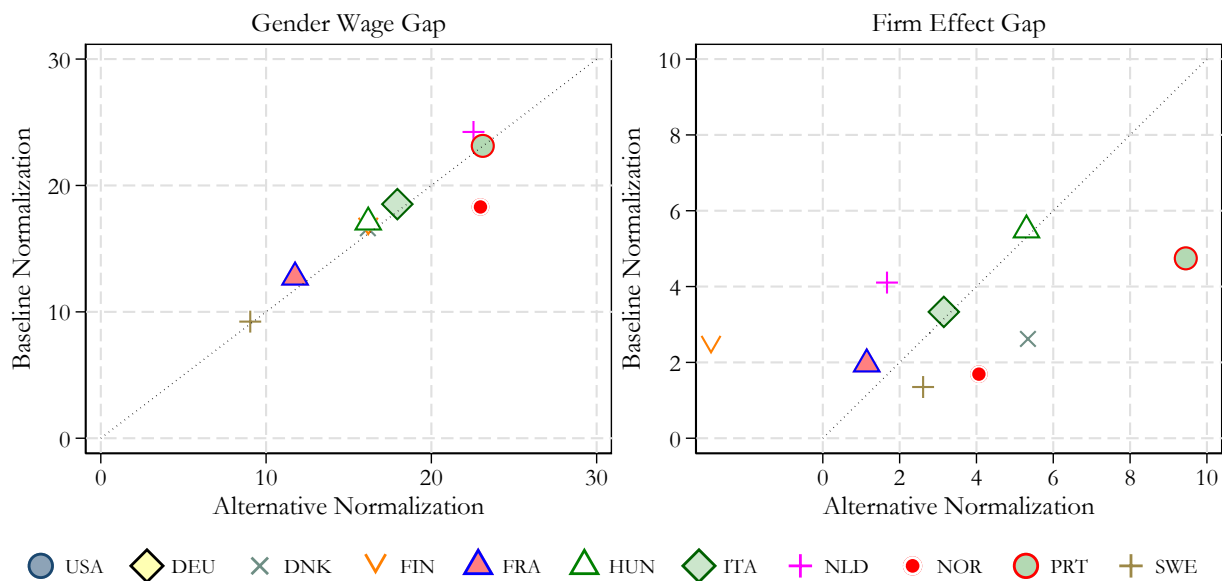 Gender Wage Gap
Baseline Normalization
30
20
10
0
0 10 20 30
Alternative Normalization
Firm Effect Gap
Baseline Normalization
10
8
6
4
2
0
0 2 4 6 8 10
Alternative Normalization
USA DEU DNK FIN FRA HUN ITA NLD NOR PRT SWE